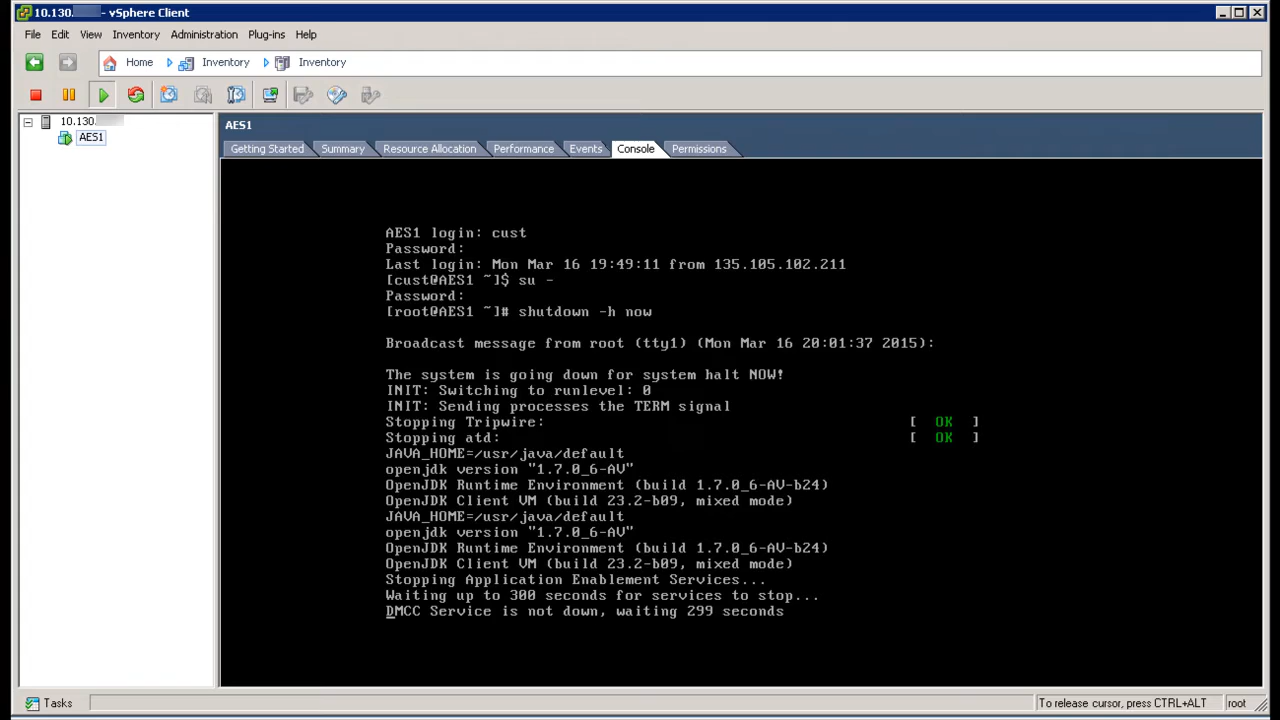 10.130. - vSphere Client
File Edit View Inventory Administration Plug-ins Help
Home Inventory Inventory
10.130.
AES1
AES1
Getting Started Summary Resource Allocation Performance Events Console Permissions
AES1 login: cust
Password:
Last login: Mon Mar 16 19:49:11 from 135.105.102.211
[cust@AES1 ~]$ su -
Password:
[root@AES1 ~]# shutdown -h now
Broadcast message from root (tty1) (Mon Mar 16 20:01:37 2015):
The system is going down for system halt NOW!
INIT: Switching to runlevel: 0
INIT: Sending processes the TERM signal
Stopping Tripwire: [ OK ]
Stopping atd: [ OK ]
JAVA_HOME=/usr/java/default
openjdk version "1.7.0_6-AV"
OpenJDK Runtime Environment (build 1.7.0_6-AV-b24)
OpenJDK Client VM (build 23.2-b09, mixed mode)
JAVA_HOME=/usr/java/default
openjdk version "1.7.0_6-AV"
OpenJDK Runtime Environment (build 1.7.0_6-AV-b24)
OpenJDK Client VM (build 23.2-b09, mixed mode)
Stopping Application Enablement Services...
Waiting up to 300 seconds for services to stop...
DMCC Service is not down, waiting 299 seconds
Tasks To release cursor, press CTRL+ALT root